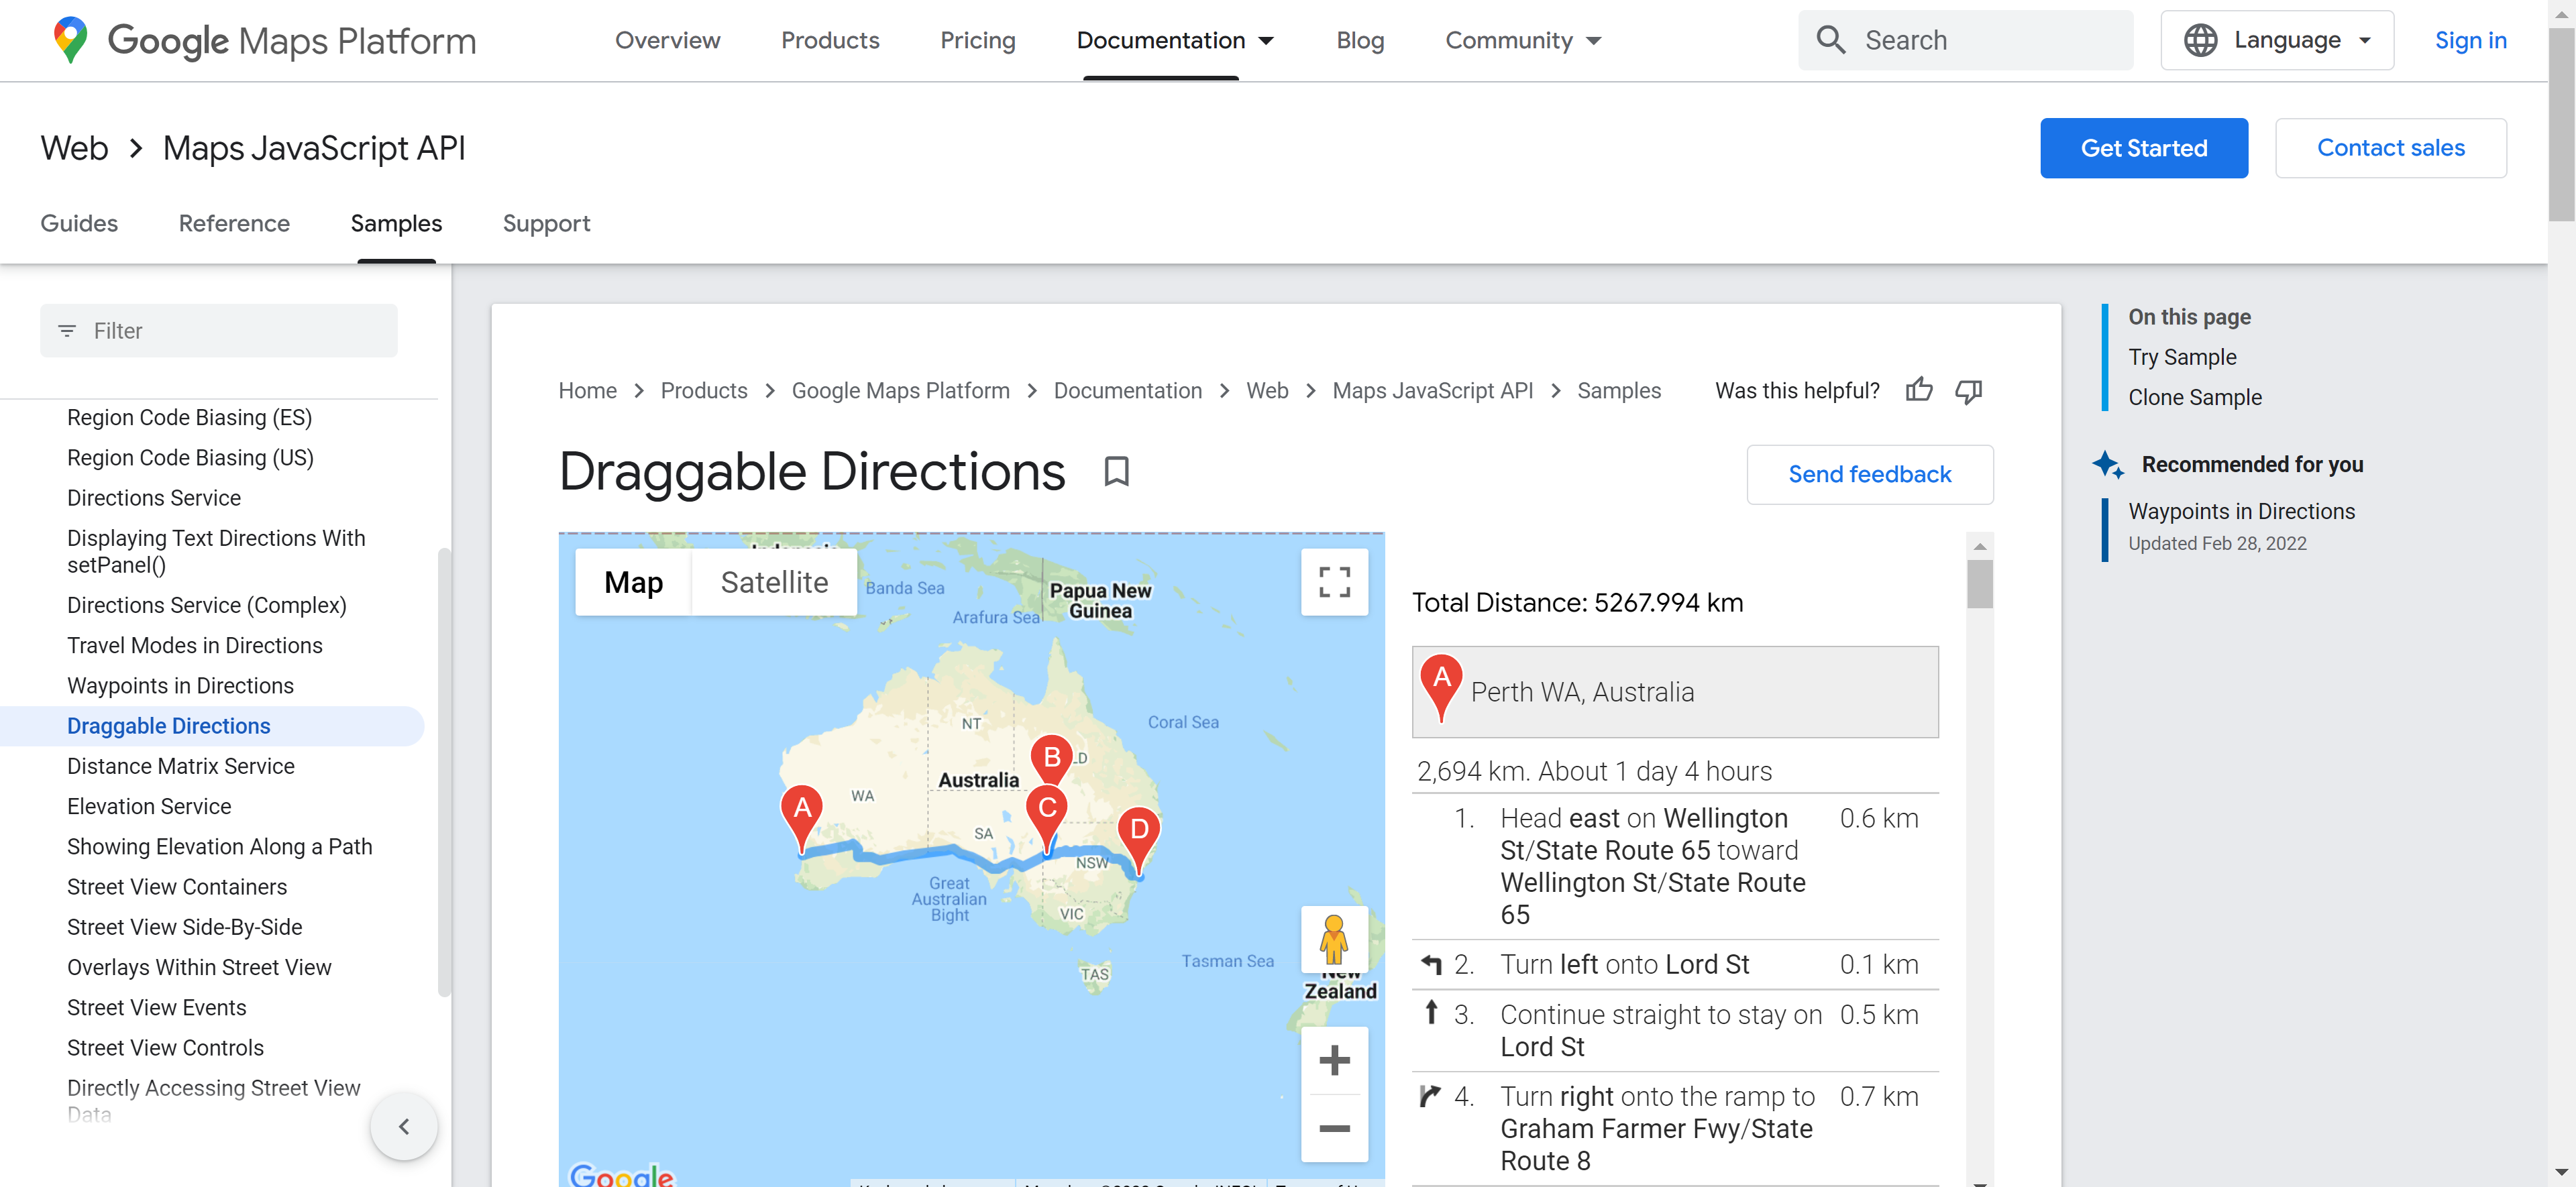 Google Maps Platform
Overview
Products
Pricing
Documentation
Blog
Community
Search
Language
Sign in
Web
Maps JavaScript API
Get Started
Contact sales
Guides
Reference
Samples
Support
Filter
Region Code Biasing (ES)
Region Code Biasing (US)
Directions Service
Displaying Text Directions With
setPanel()
Directions Service (Complex)
Travel Modes in Directions
Waypoints in Directions
Draggable Directions
Distance Matrix Service
Elevation Service
Showing Elevation Along a Path
Street View Containers
Street View Side-By-Side
Overlays Within Street View
Street View Events
Street View Controls
Directly Accessing Street View
Data
Home
Products
Google Maps Platform
Documentation
Web
Maps JavaScript API
Samples
Was this helpful?
Draggable Directions
Send feedback
Map
Satellite
Banda Sea
Arafura Sea
Papua New
Guinea
Coral Sea
NT
B
LD
Australia
WA
A
C
D
SA
NSW
Great
Australian
Bight
VIC
Tasman Sea
TAS
New
Zealand
Google
Total Distance: 5267.994 km
A
Perth WA, Australia
2,694 km. About 1 day 4 hours
1. Head east on Wellington 0.6 km
St/State Route 65 toward
Wellington St/State Route
65
2. Turn left onto Lord St 0.1 km
3. Continue straight to stay on 0.5 km
Lord St
4. Turn right onto the ramp to 0.7 km
Graham Farmer Fwy/State
Route 8
On this page
Try Sample
Clone Sample
Recommended for you
Waypoints in Directions
Updated Feb 28, 2022